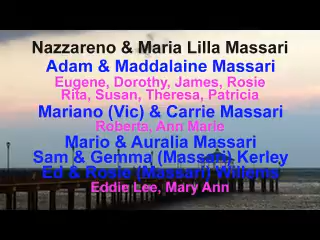 Nazzareno & Maria Lilla Massari
Adam & Maddalaine Massari
Eugene, Dorothy, James, Rosie
Rita, Susan, Theresa, Patricia
Mariano (Vic) & Carrie Massari
Roberta, Ann Marie
Mario & Auralia Massari
Sam & Gemma (Massari) Kerley
Ed & Rosie (Massari) Willems
Eddie Lee, Mary Ann